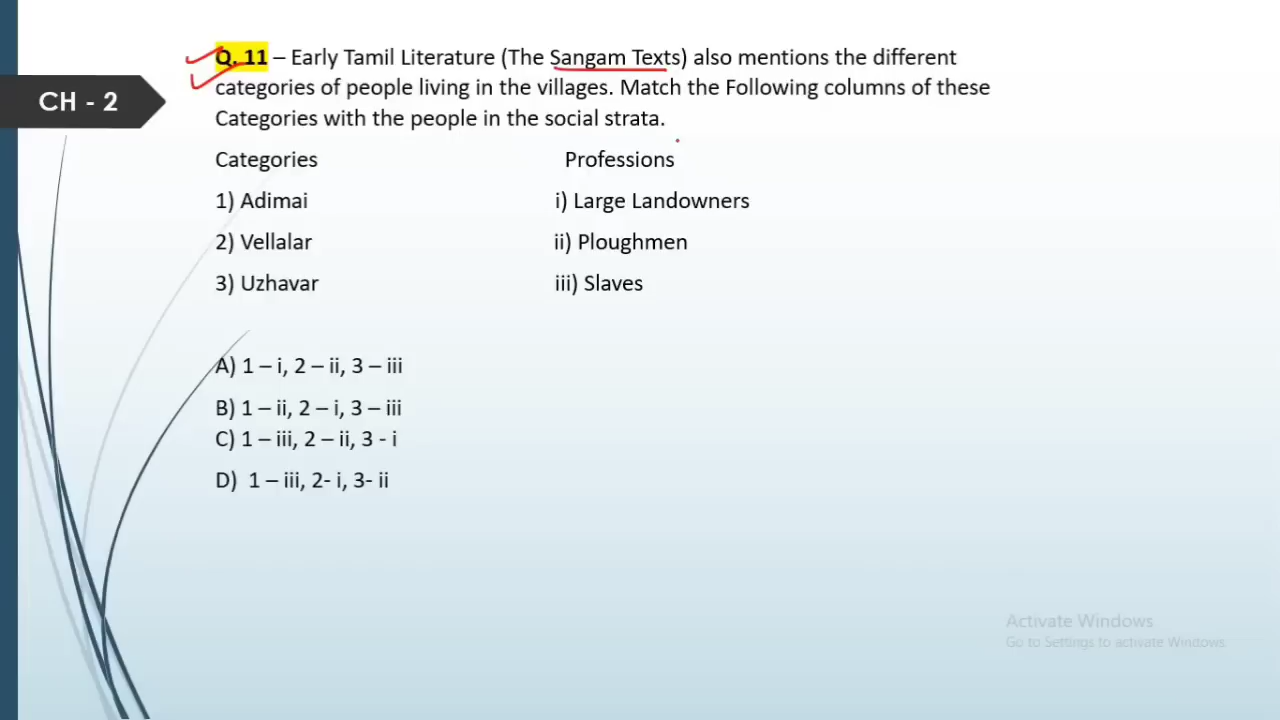 Q. 11 – Early Tamil Literature (The Sangam Texts) also mentions the different
CH - 2
categories of people living in the villages. Match the Following columns of these
Categories with the people in the social strata.
Categories Professions
1) Adimai i) Large Landowners
2) Vellalar ii) Ploughmen
3) Uzhavar iii) Slaves
A) 1 – i, 2 – ii, 3 – iii
B) 1 – ii, 2 – i, 3 – iii
C) 1 – iii, 2 – ii, 3 - i
D) 1 – iii, 2- i, 3- ii
Activate Windows
Go to Settings to activate Windows.